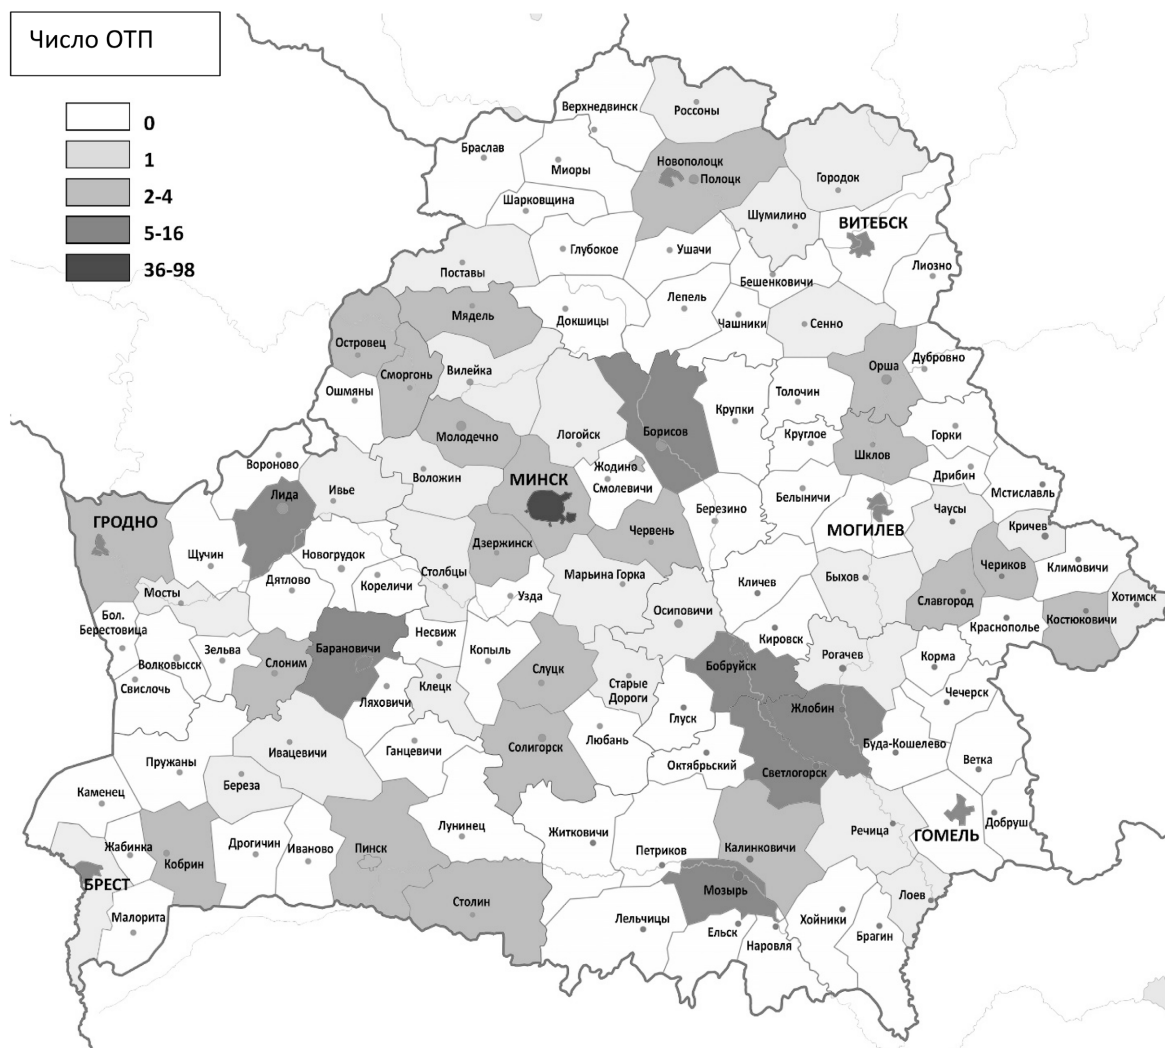 Число ОТП
0
1
2-4
5-16
36-98
Верхнедвинск
Россоны
Браслав
Миоры
Новополоцк
Полоцк
Городок
Шарковщина
Шумилино
ВИТЕБСК
Глубокое
Ушачи
Поставы
Бешенковичи
Лиозно
Мядель
Докшицы
Лепель
Чашники
Сенно
Островец
Сморгонь
Вилейка
Орша
Дубровно
Ошмяны
Толочин
Крупки
Молодечно
Логойск
Борисов
Круглое
Шклов
Горки
Вороново
Воложин
МИНСК
Жодино
Смолевичи
Дрибин
Лида
Ивье
Белыничи
Мстиславль
ГРОДНО
Березино
МОГИЛЕВ
Чаусы
Кричев
Щучин
Новогрудок
Дзержинск
Червень
Дятлово
Кореличи
Столбцы
Марьина Горка
Кличев
Быхов
Чериков
Климовичи
Мосты
Узда
Осиповичи
Славгород
Хотимск
Бол.
Берестовица
Краснополье
Костюковичи
Волковысск
Зельва
Барановичи
Несвиж
Кировск
Свислочь
Слоним
Копыль
Слуцк
Бобруйск
Рогачев
Корма
Ляховичи
Клецк
Старые
Дороги
Чечерск
Глуск
Жлобин
Ивацевичи
Ганцевичи
Солигорск
Любань
Буда-Кошелево
Пружаны
Октябрьский
Светлогорск
Ветка
Каменец
Береза
Лунинец
Житковичи
Речица
ГОМЕЛЬ
Добруш
Жабинка
Кобрин
Дрогичин
Иваново
Пинск
Петриков
Калинковичи
БРЕСТ
Мозырь
Лоев
Малорита
Столин
Лельчицы
Ельск
Наровля
Хойники
Брагин